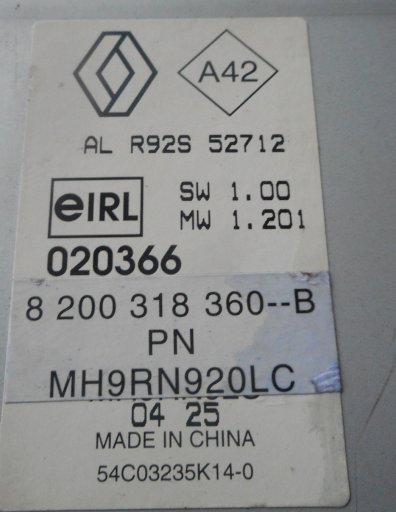 A42
AL R92S 52712
eIRL
SW 1.00
MW 1.201
020366
8 200 318 360--B
PN
MH9RN920LC
04 25
MADE IN CHINA
54C03235K14-0